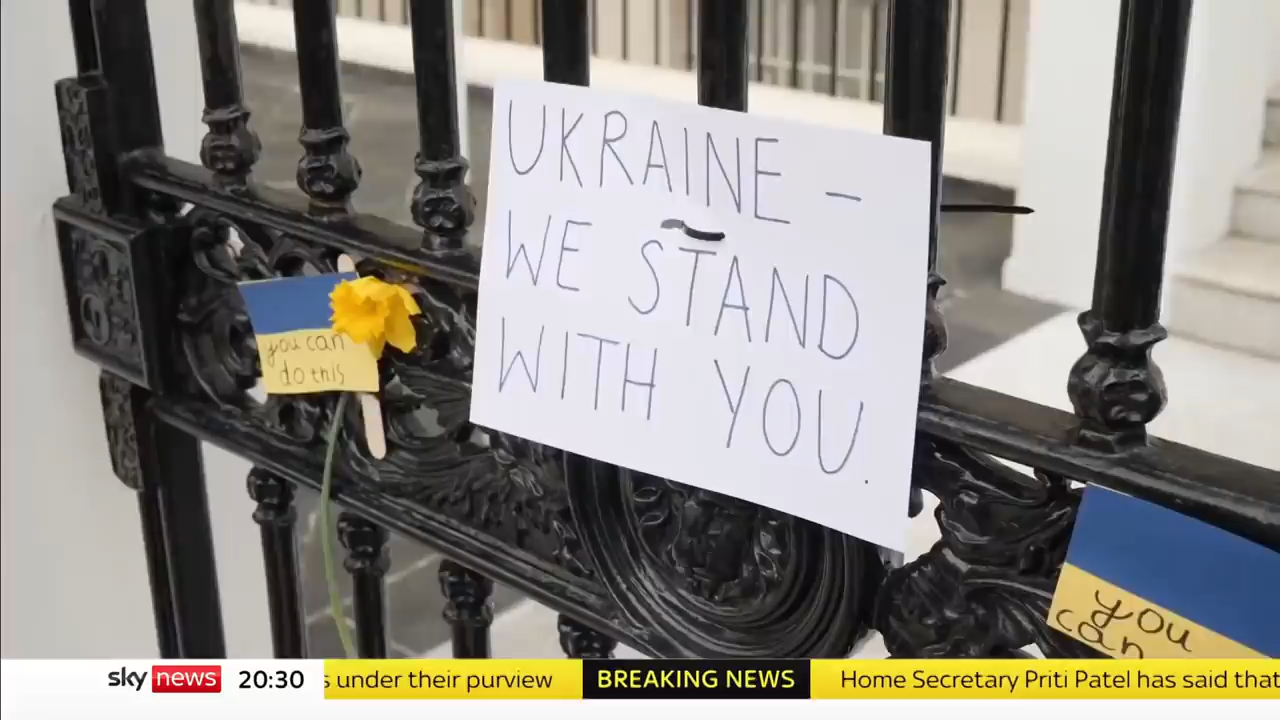 UKRAINE –
WE STAND
WITH YOU.
you can
do this
you
can
sky news 20:30 under their purview BREAKING NEWS Home Secretary Priti Patel has said that